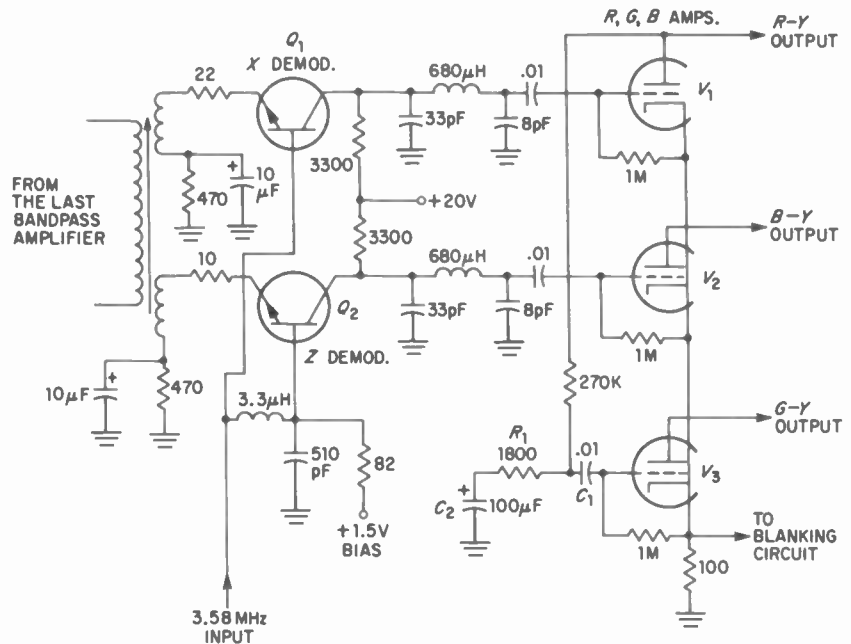 R, G, B AMPS.
R-Y
OUTPUT
Q1
X DEMOD.
22
680μH
.01
V1
33pF
8pF
1M
+
10
μF
3300
470
FROM
THE LAST
BANDPASS
AMPLIFIER
+20V
B-Y
OUTPUT
3300
680μH
.01
10
V2
Q2
33pF
8pF
Z DEMOD.
1M
270K
+
10μF
470
3.3μH
G-Y
OUTPUT
R1
1800
.01
V3
510
pF
82
+
C2
100μF
C1
1M
TO
BLANKING
CIRCUIT
100
+1.5V
BIAS
3.58 MHz
INPUT